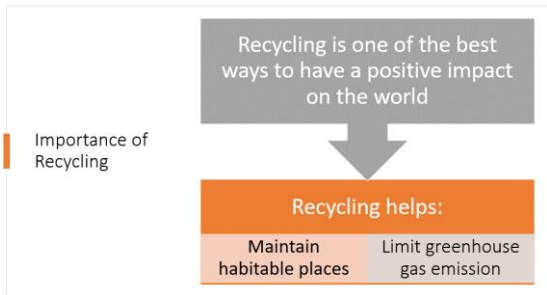 Importance of
Recycling
Recycling is one of the best
ways to have a positive impact
on the world
Recycling helps:
Maintain
habitable places
Limit greenhouse
gas emission